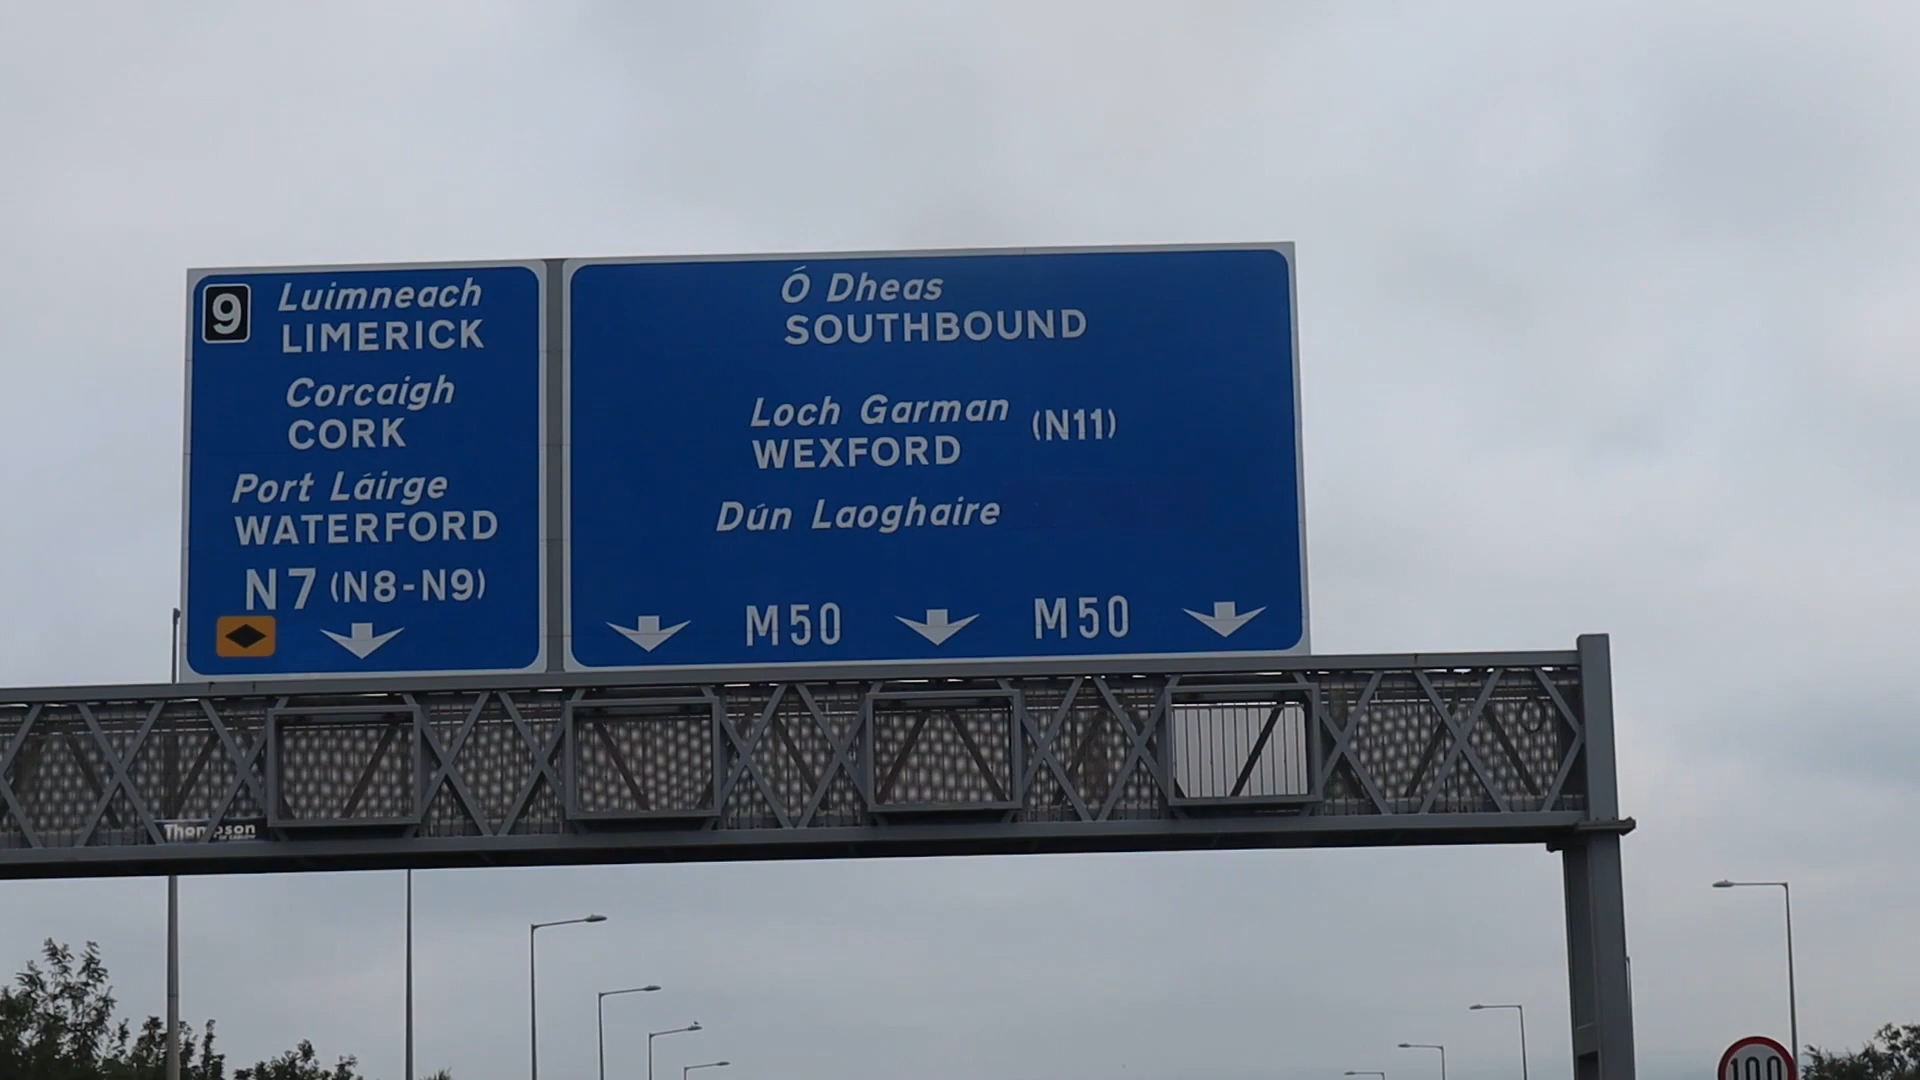 9
Luimneach
LIMERICK
Corcaigh
CORK
Port Láirge
WATERFORD
N7 (N8-N9)
Ó Dheas
SOUTHBOUND
Loch Garman
WEXFORD
(N11)
Dún Laoghaire
M50 M50
Thompson
100